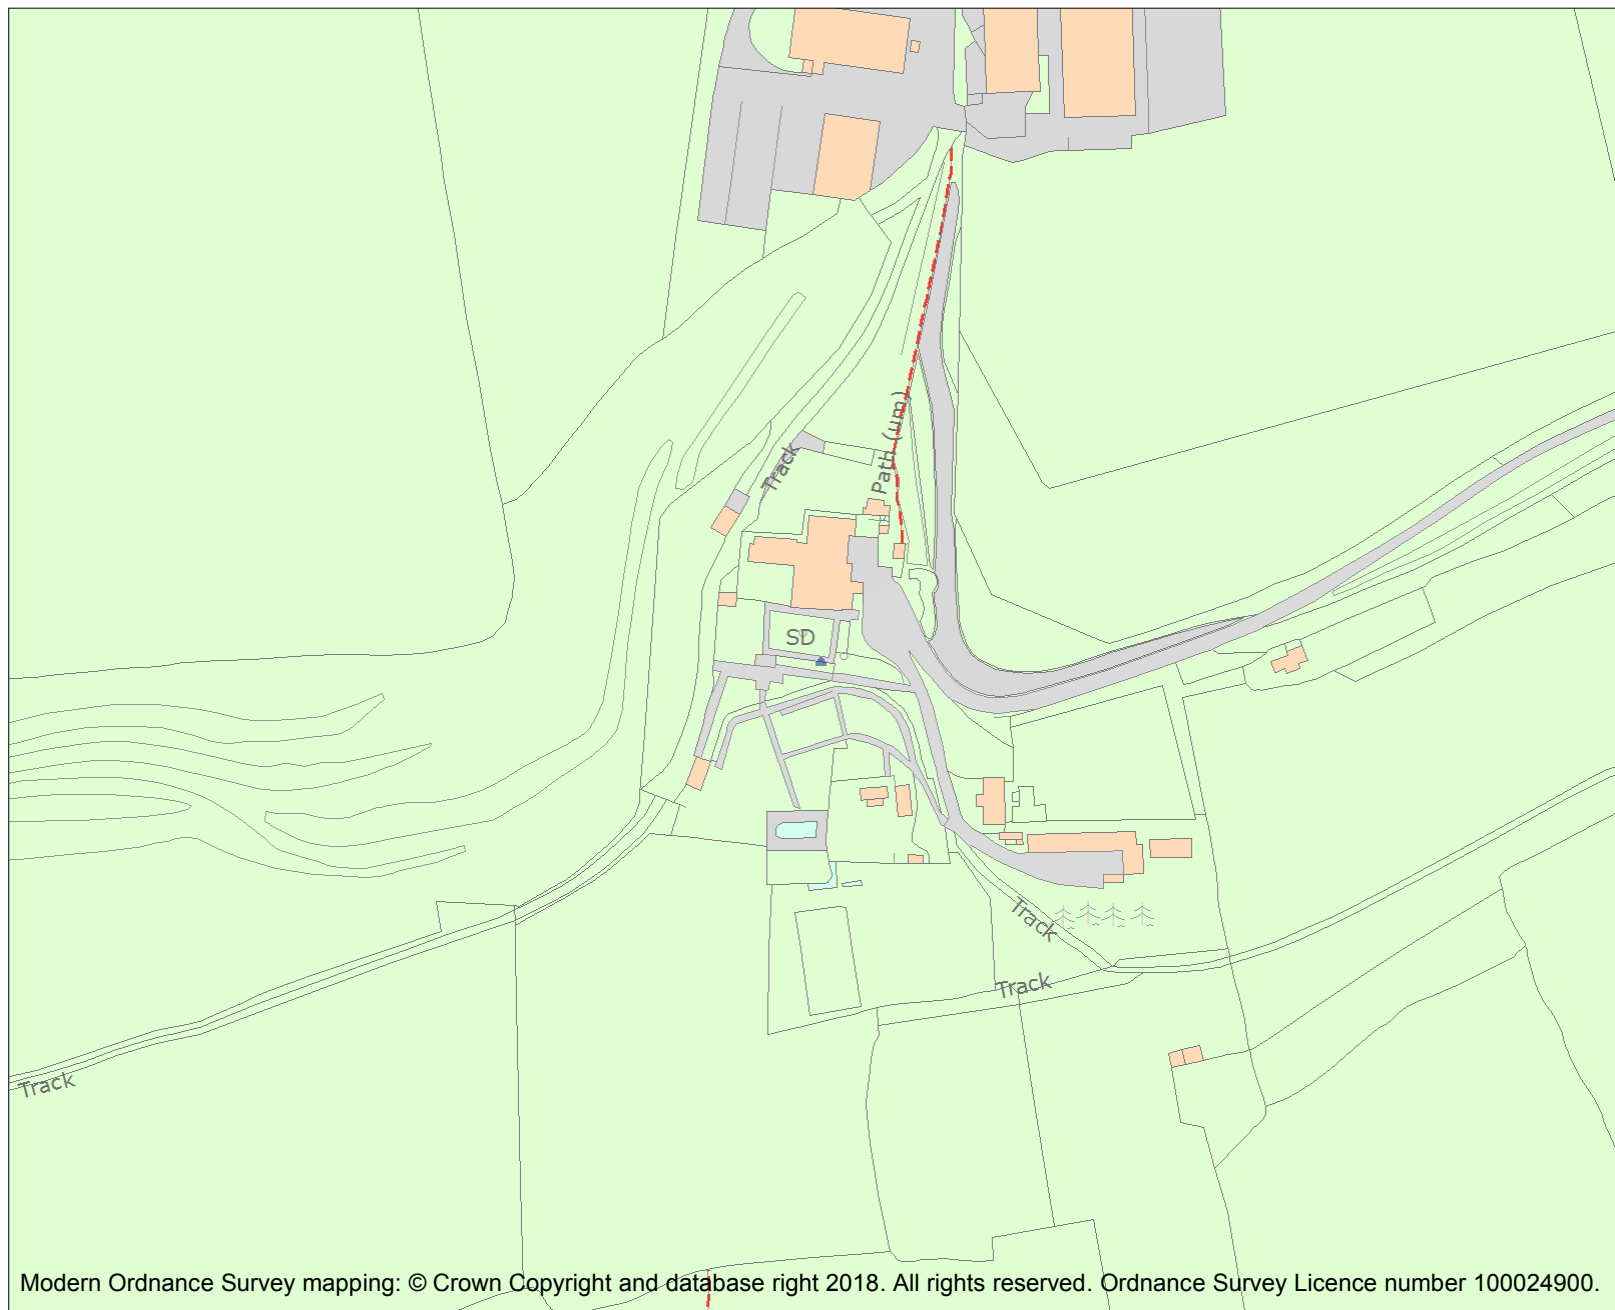 Path (um)
Track
SD
Track
Track
Track
Modern Ordnance Survey mapping: © Crown Copyright and database right 2018. All rights reserved. Ordnance Survey Licence number 100024900.